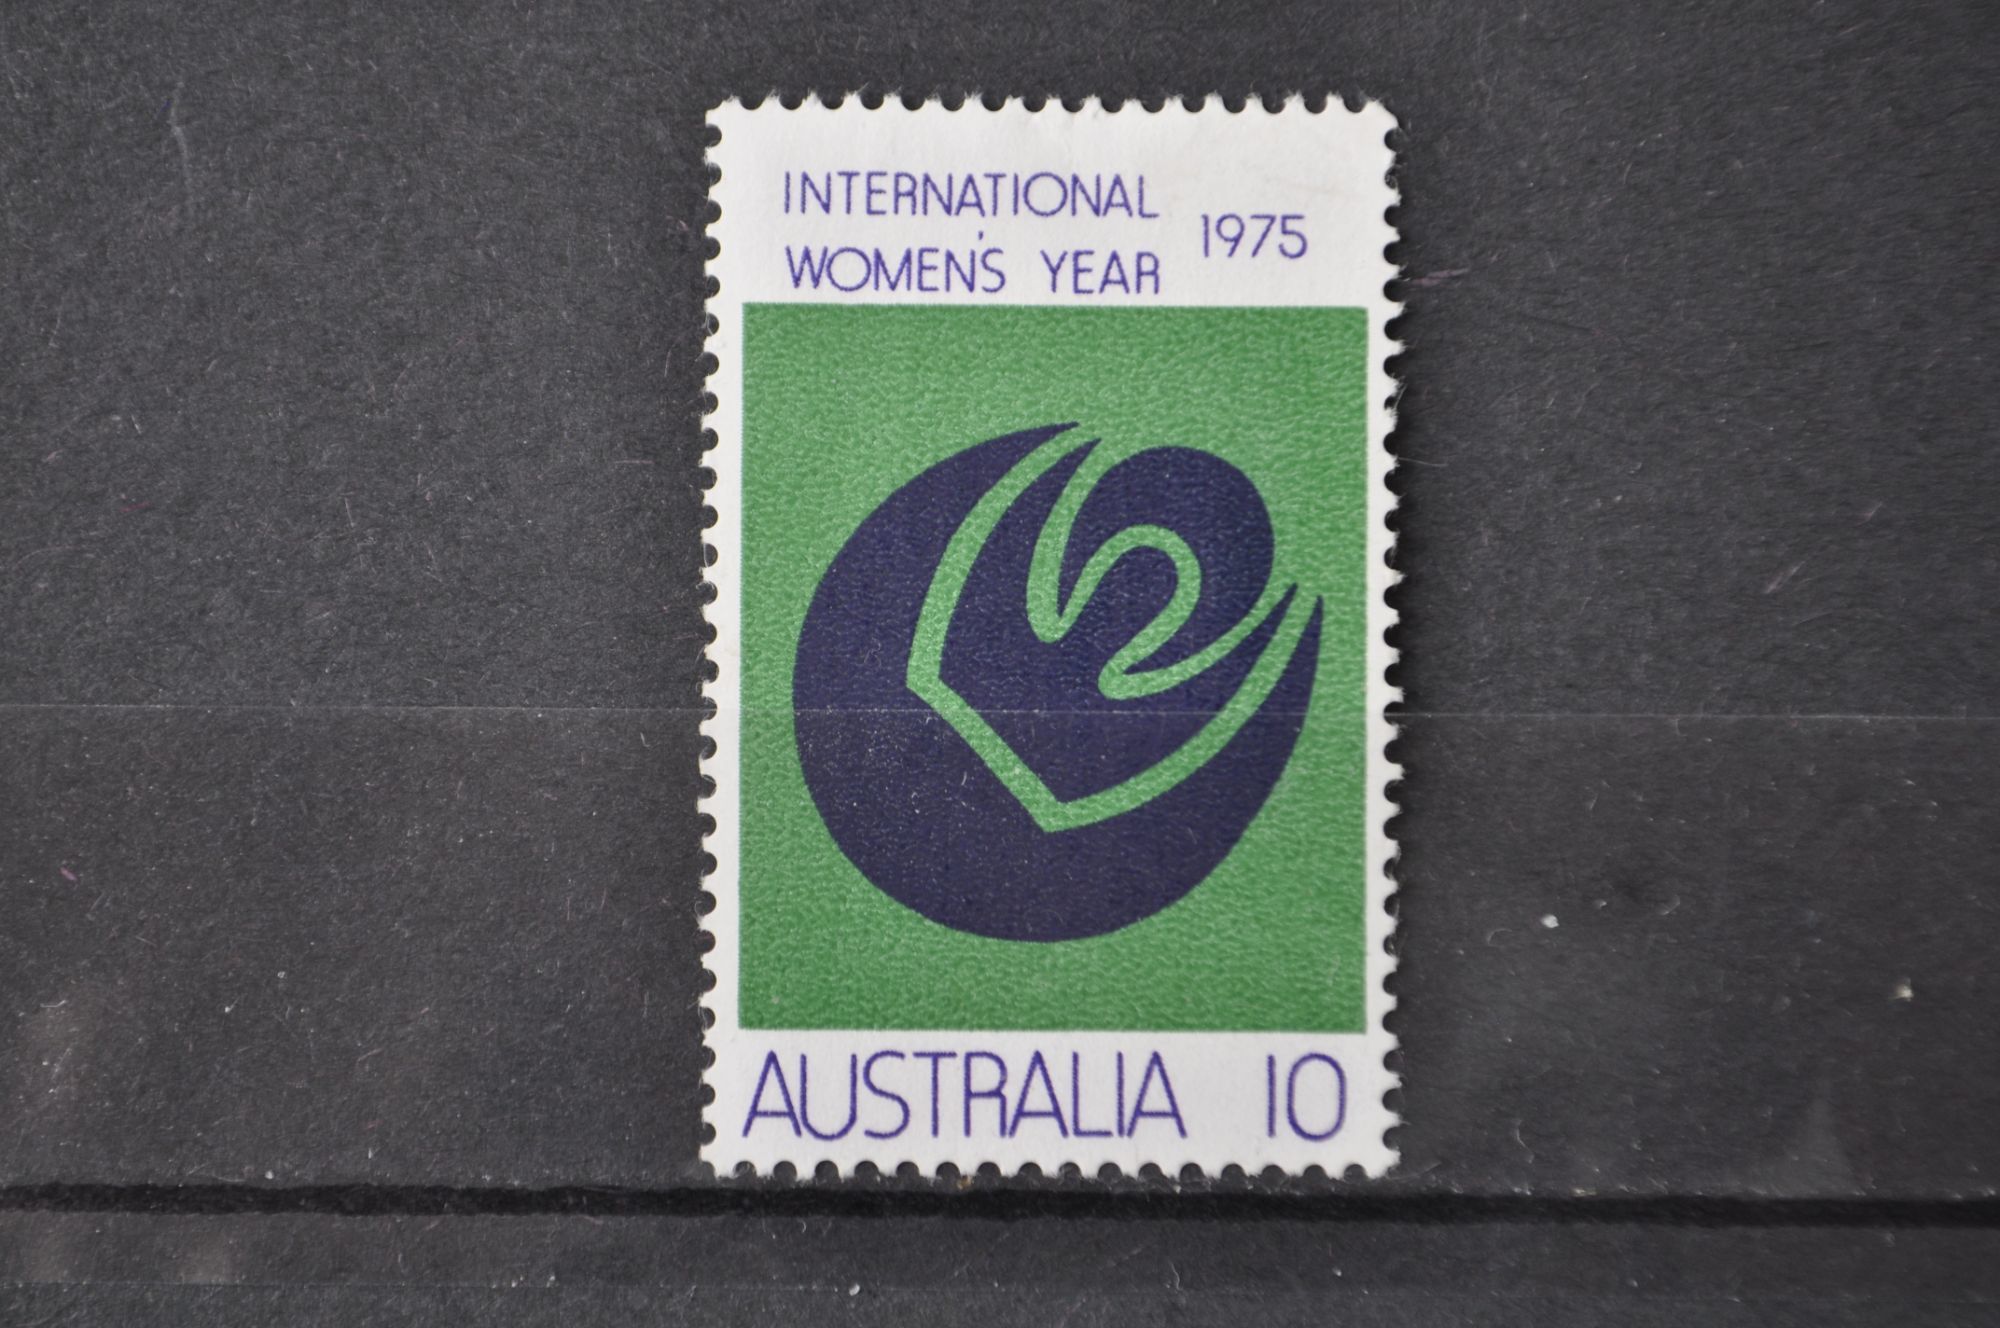 INTERNATIONAL
WOMEN'S YEAR 1975
AUSTRALIA 10